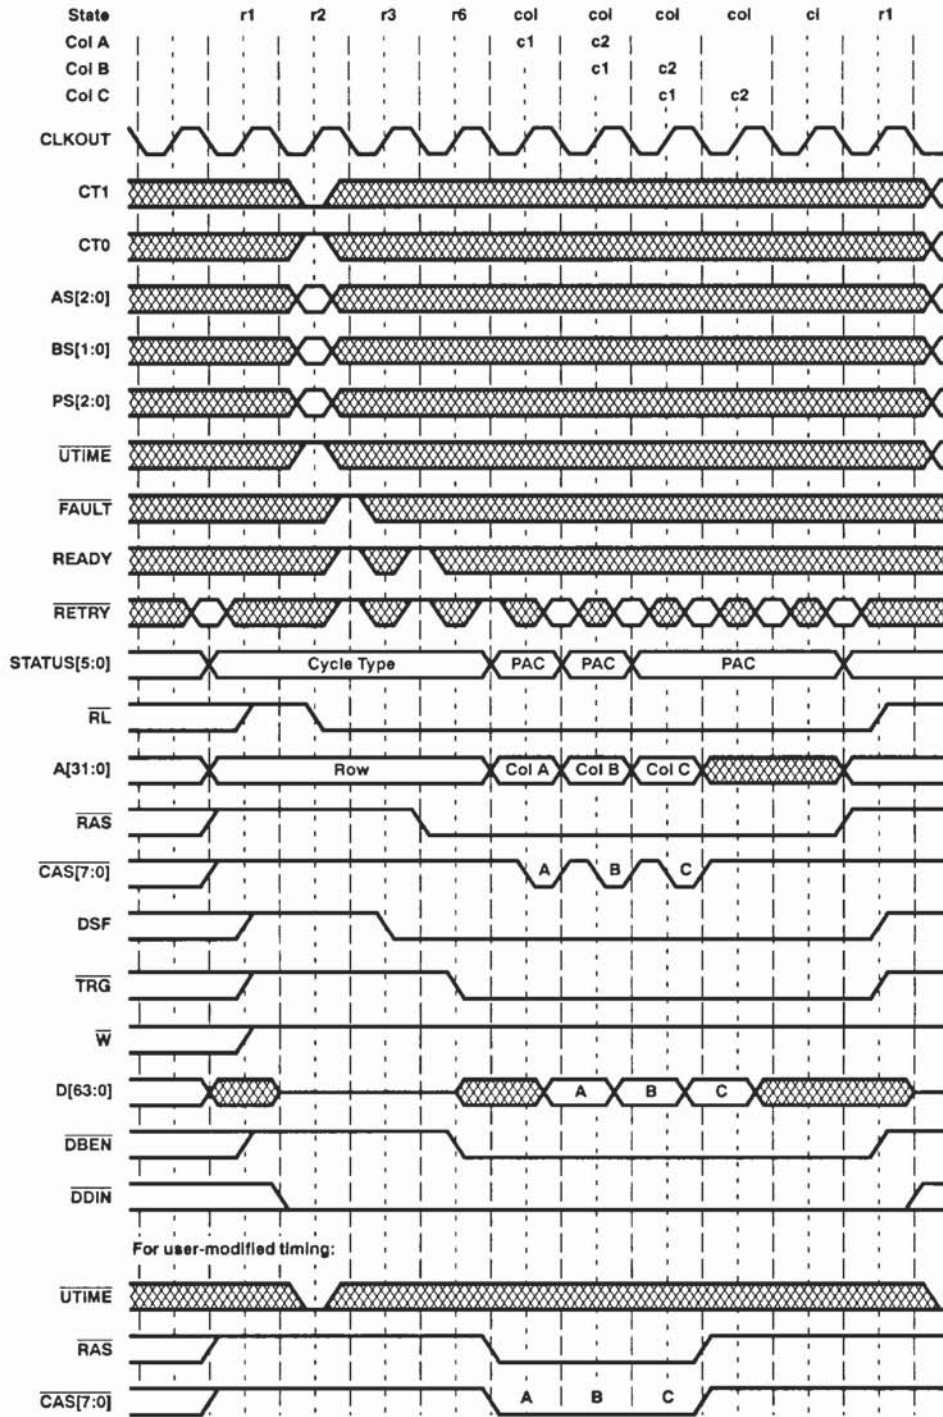 State r1 r2 r3 r6 col col col col ci r1
Col A c1 c2
Col B c1 c2
Col C c1 c2
CLKOUT
CT1
CT0
AS[2:0]
BS[1:0]
PS[2:0]
UTIME
FAULT
READY
RETRY
STATUS[5:0] Cycle Type PAC PAC PAC
RL
A[31:0] Row Col A Col B Col C
RAS
CAS[7:0] A B C
DSF
TRG
W
D[63:0] A B C
DBEN
DDIN
For user-modified timing:
UTIME
RAS
CAS[7:0] A B C